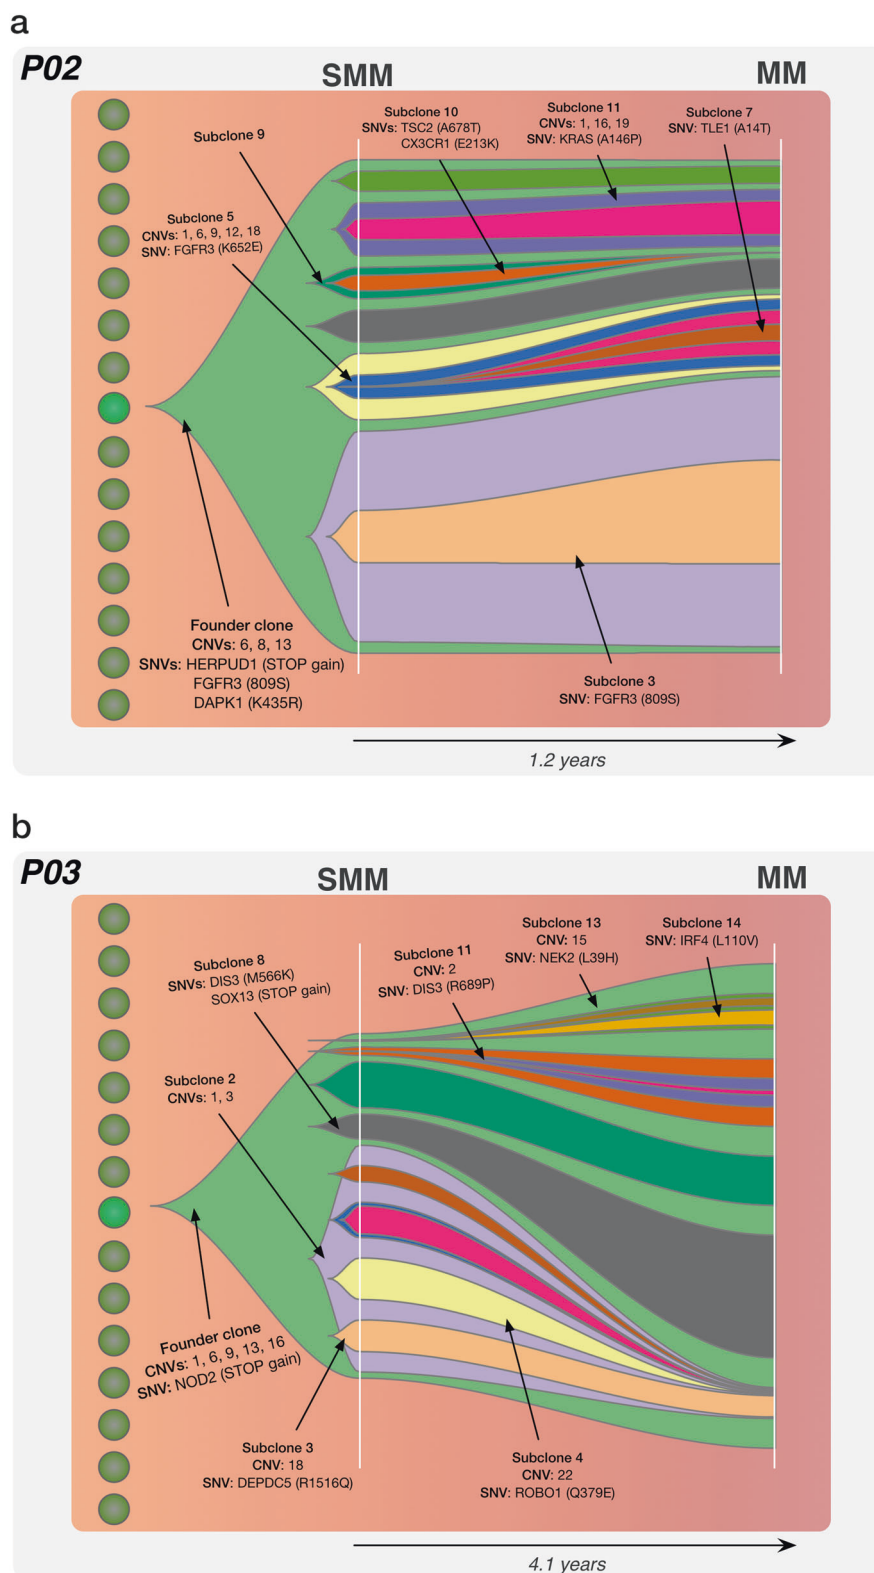 a
P02
SMM
MM
Subclone 9
Subclone 10
SNVs: TSC2 (A678T)
CX3CR1 (E213K)
Subclone 11
CNVs: 1, 16, 19
SNV: KRAS (A146P)
Subclone 7
SNV: TLE1 (A14T)
Subclone 5
CNVs: 1, 6, 9, 12, 18
SNV: FGFR3 (K652E)
Founder clone
CNVs: 6, 8, 13
SNVs: HERPUD1 (STOP gain)
FGFR3 (809S)
DAPK1 (K435R)
Subclone 3
SNV: FGFR3 (809S)
1.2 years
b
P03
SMM
MM
Subclone 8
SNVs: DIS3 (M566K)
SOX13 (STOP gain)
Subclone 11
CNV: 2
SNV: DIS3 (R689P)
Subclone 13
CNV: 15
SNV: NEK2 (L39H)
Subclone 14
SNV: IRF4 (L110V)
Subclone 2
CNVs: 1, 3
Founder clone
CNVs: 1, 6, 9, 13, 16
SNV: NOD2 (STOP gain)
Subclone 3
CNV: 18
SNV: DEPDC5 (R1516Q)
Subclone 4
CNV: 22
SNV: ROBO1 (Q379E)
4.1 years